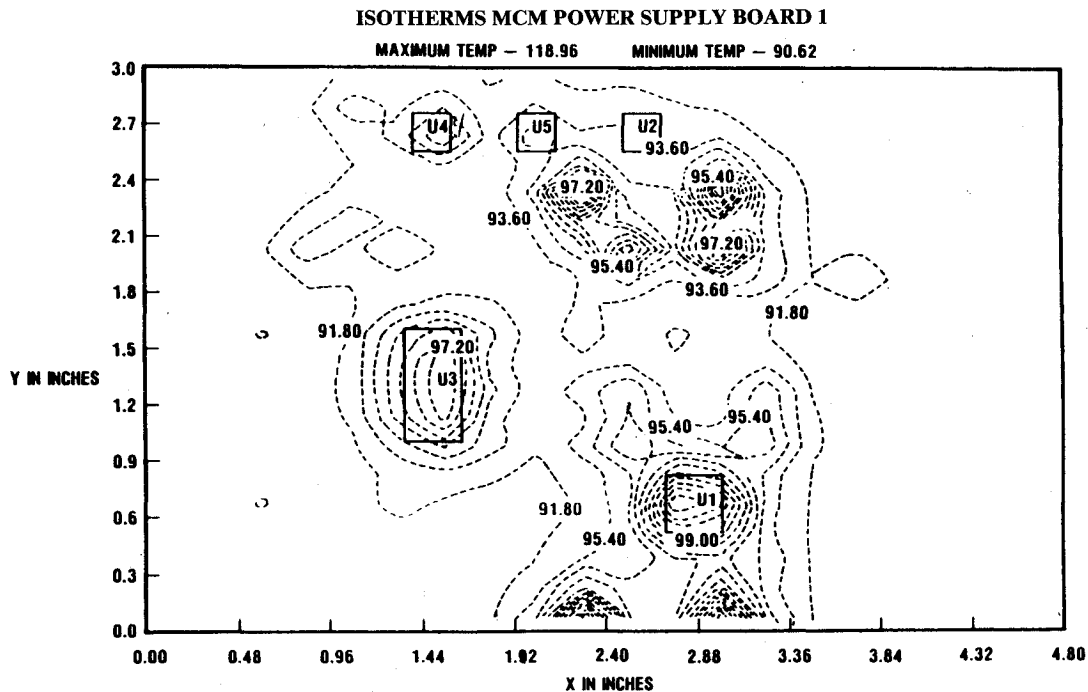 ISOTHERMS MCM POWER SUPPLY BOARD 1
MAXIMUM TEMP – 118.96 MINIMUM TEMP – 90.62
3.0
2.7
2.4
2.1
1.8
1.5
1.2
0.9
0.6
0.3
0.0
Y IN INCHES
U4
U5
U2
93.60
97.20
95.40
93.60
97.20
95.40
93.60
91.80
91.80
97.20
U3
95.40
95.40
U1
91.80
95.40
99.00
0.00 0.48 0.96 1.44 1.92 2.40 2.88 3.36 3.84 4.32 4.80
X IN INCHES